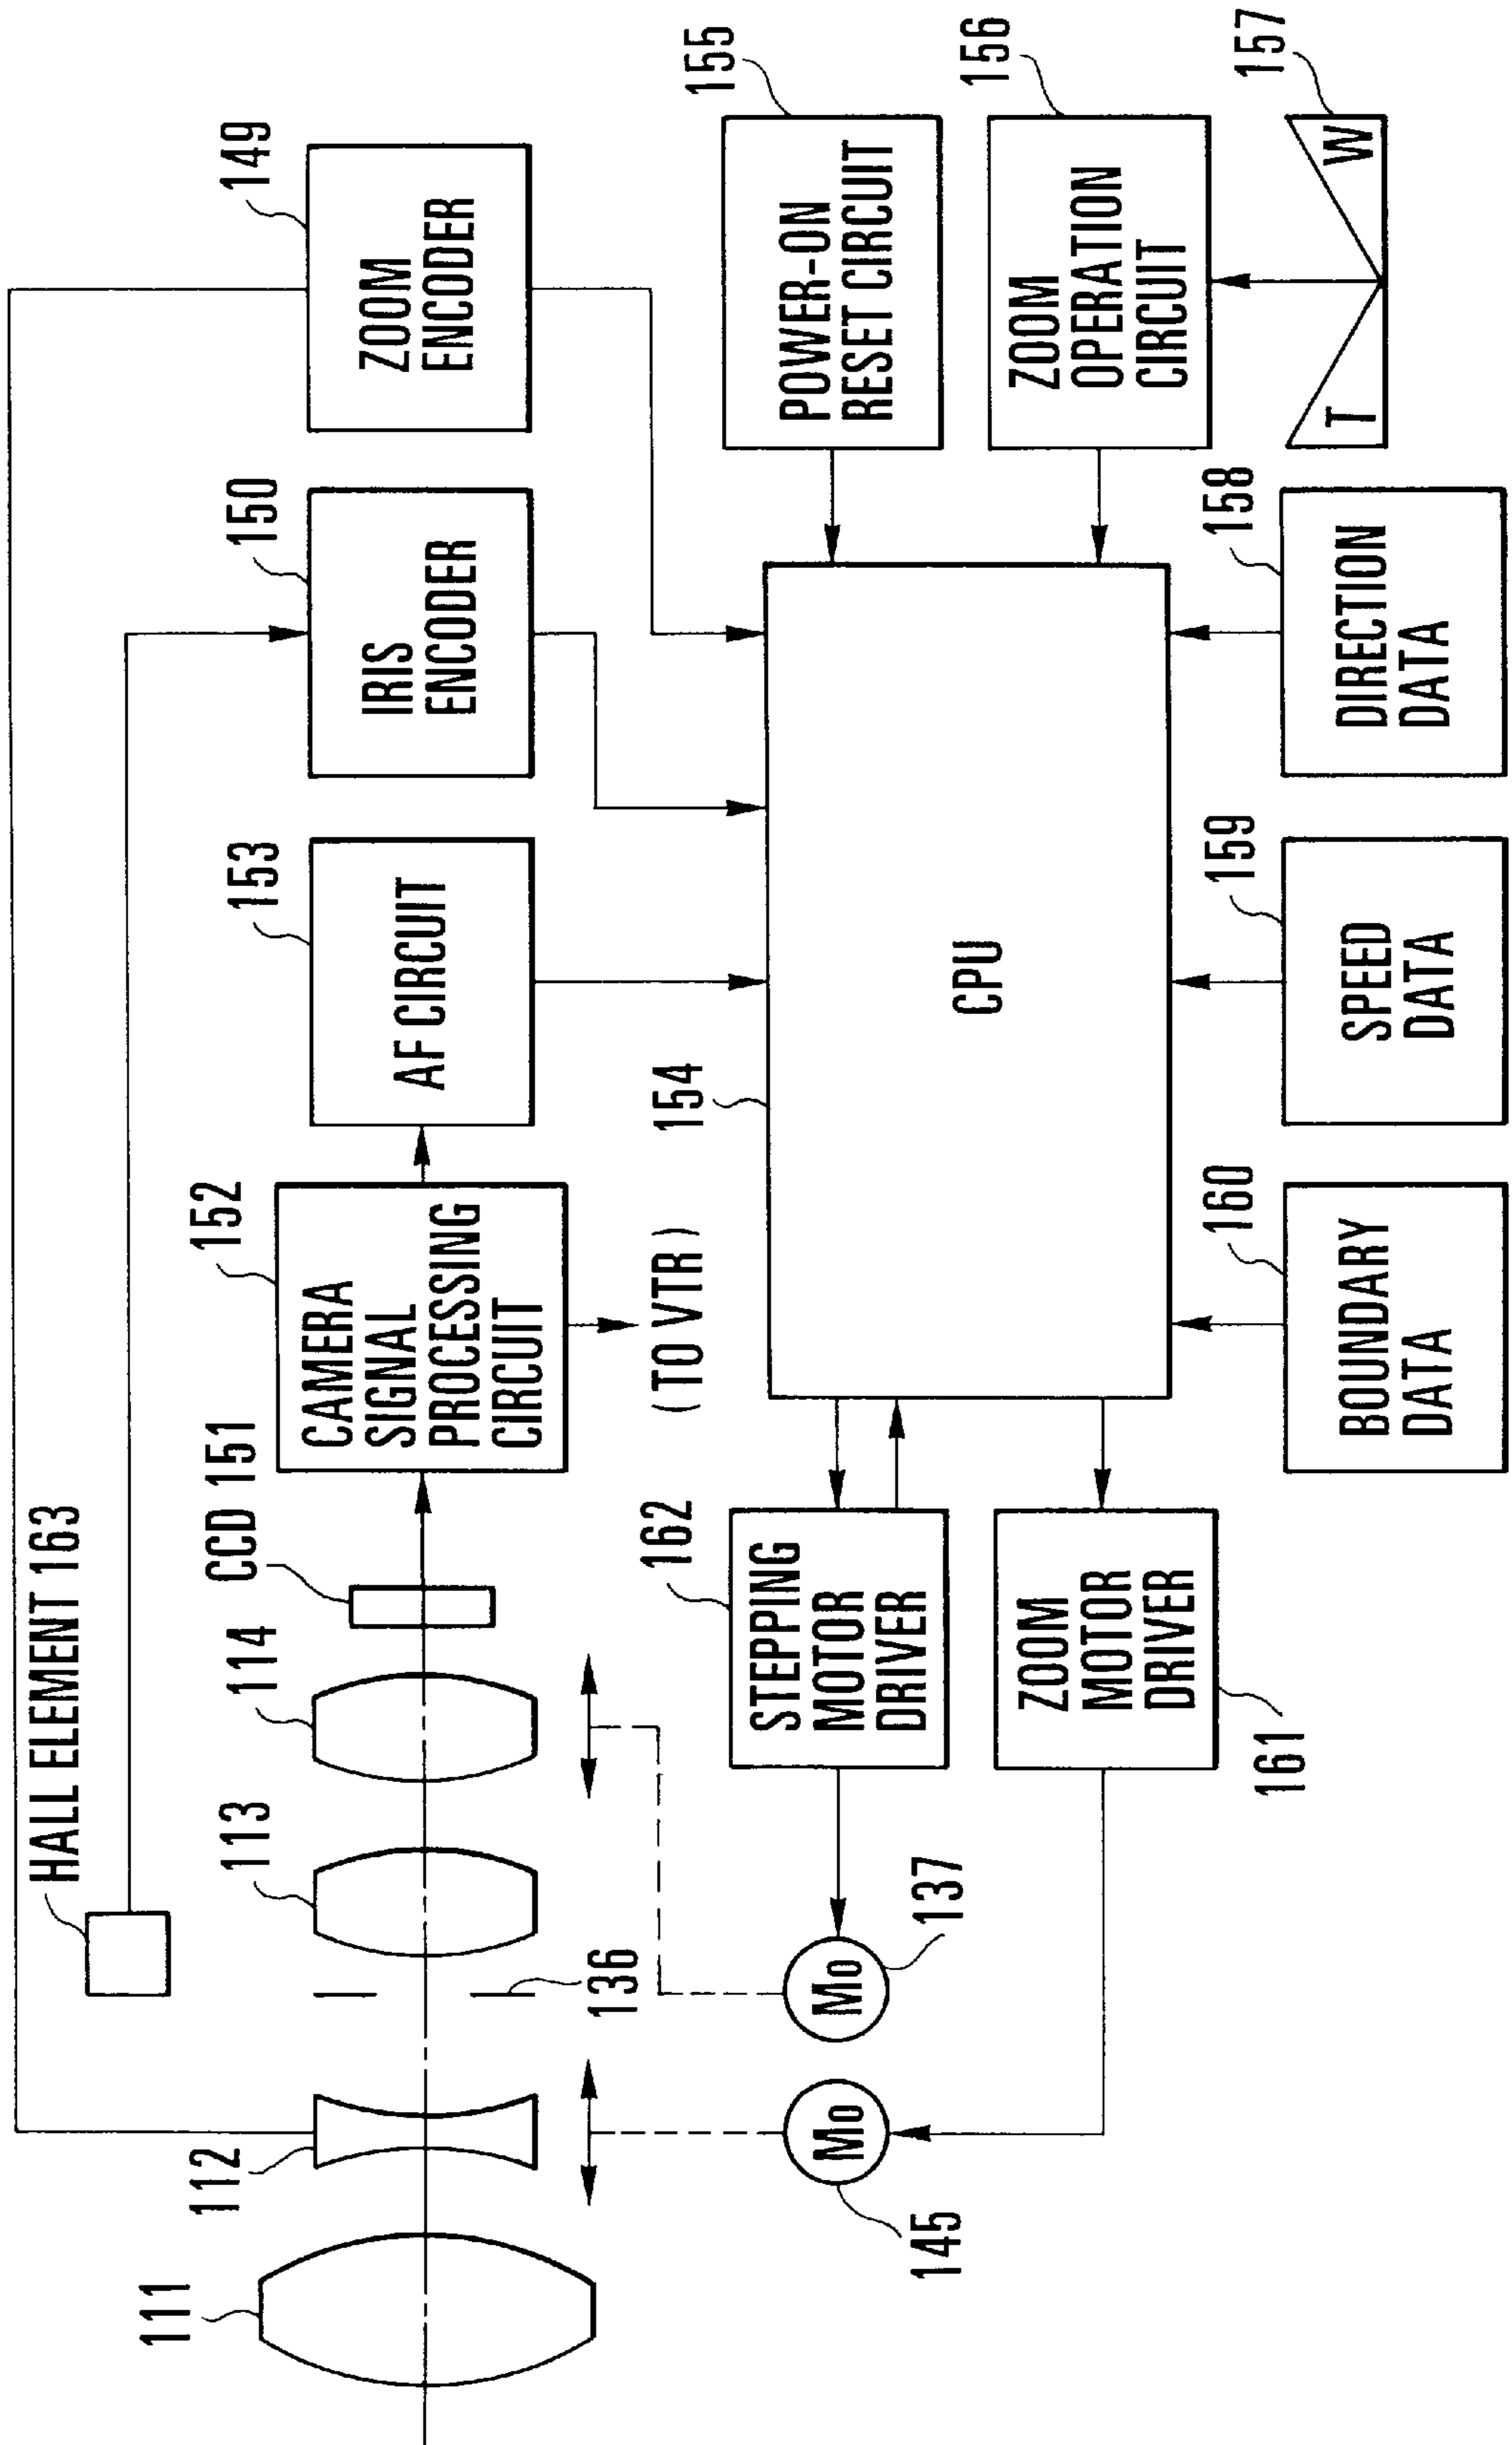 HALL ELEMENT 163
111
112
113
114
CCD 151
136
152
CAMERA
SIGNAL
PROCESSING
CIRCUIT
(TO VTR)
153
AF CIRCUIT
150
IRIS
ENCODER
149
ZOOM
ENCODER
145
Mo
137
Mo
162
STEPPING
MOTOR
DRIVER
161
ZOOM
MOTOR
DRIVER
154
CPU
155
POWER-ON
RESET CIRCUIT
156
ZOOM
OPERATION
CIRCUIT
157
T
W
160
BOUNDARY
DATA
159
SPEED
DATA
158
DIRECTION
DATA